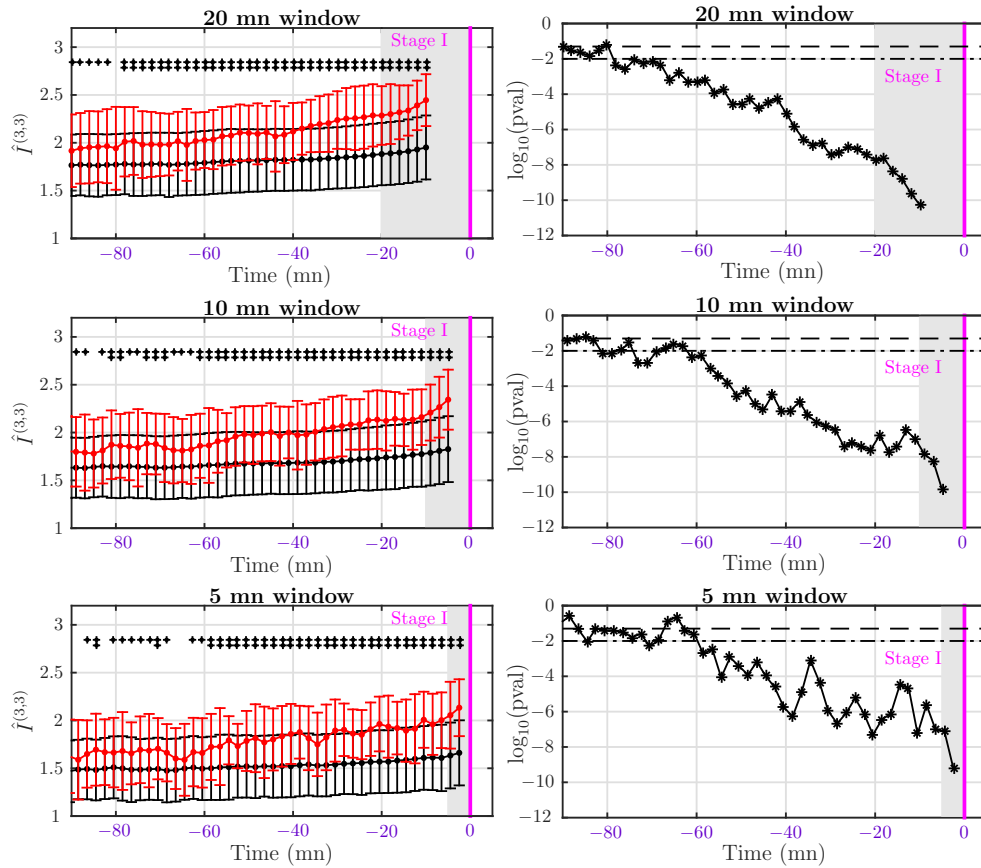 20 mn window
Stage I
Î^(3,3)
3
2.5
2
1.5
1
−80
−60
−40
−20
0
Time (mn)
20 mn window
Stage I
log10(pval)
0
−2
−4
−6
−8
−10
−12
−80
−60
−40
−20
0
Time (mn)
10 mn window
Stage I
Î^(3,3)
3
2.5
2
1.5
1
−80
−60
−40
−20
0
Time (mn)
10 mn window
Stage I
log10(pval)
0
−2
−4
−6
−8
−10
−12
−80
−60
−40
−20
0
Time (mn)
5 mn window
Stage I
Î^(3,3)
3
2.5
2
1.5
1
−80
−60
−40
−20
0
Time (mn)
5 mn window
Stage I
log10(pval)
0
−2
−4
−6
−8
−10
−12
−80
−60
−40
−20
0
Time (mn)